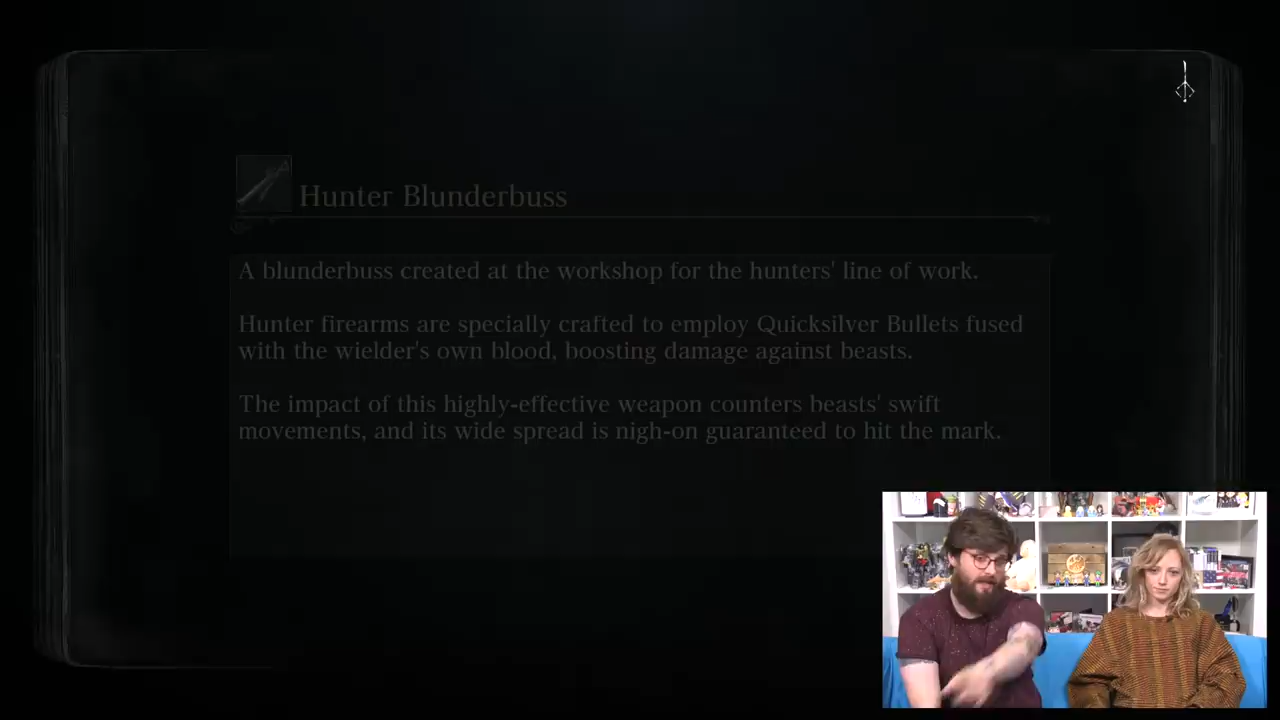 Hunter Blunderbuss
A blunderbuss created at the workshop for the hunters' line of work.
Hunter firearms are specially crafted to employ Quicksilver Bullets fused
with the wielder's own blood, boosting damage against beasts.
The impact of this highly-effective weapon counters beasts' swift
movements, and its wide spread is nigh-on guaranteed to hit the mark.